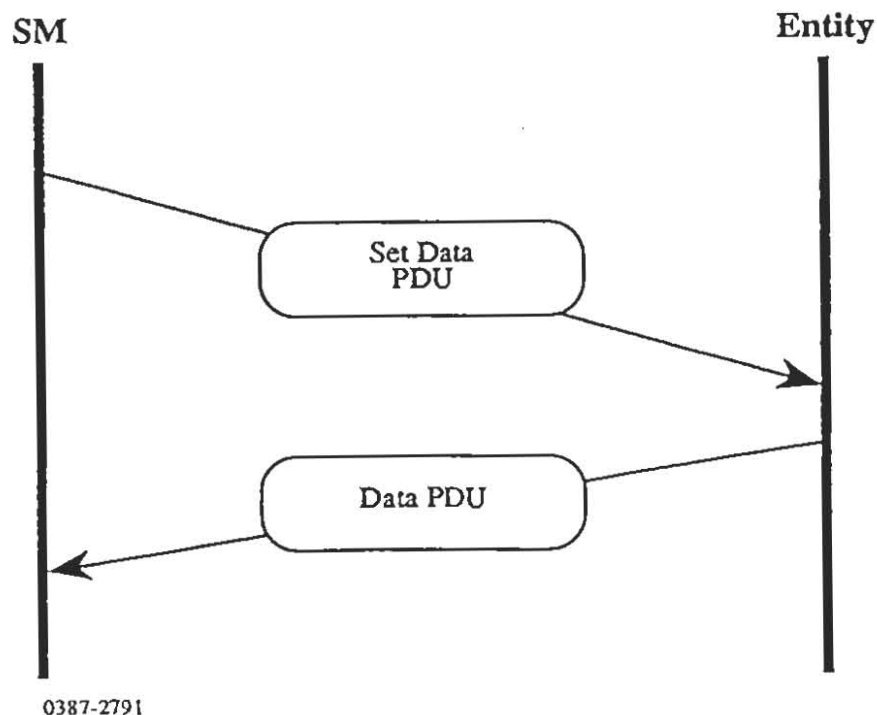 SM
Entity
Set Data
PDU
Data PDU
0387-2791